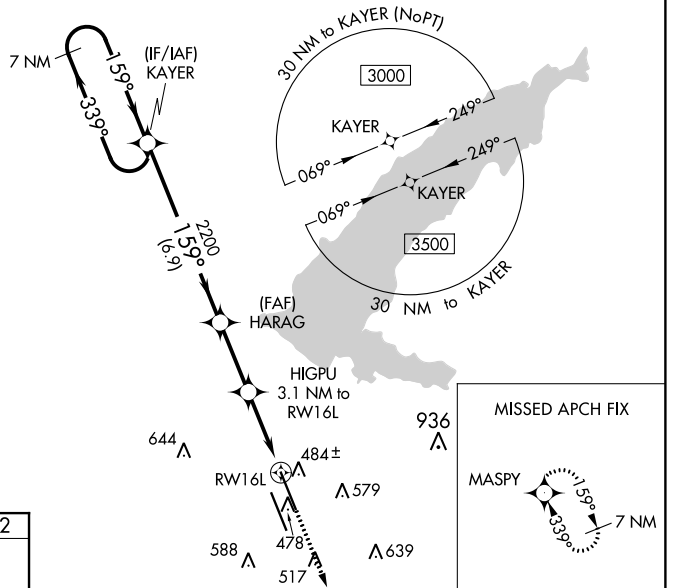 30 NM to KAYER (NoPT)
3000
KAYER
249°
069°
KAYER
249°
069°
3500
30 NM to KAYER
7 NM
159°
339°
(IF/IAF)
KAYER
2200
159°
(6.9)
(FAF)
HARAG
HIGPU
3.1 NM to
RW16L
936
644
484±
RW16L
579
478
588
517
639
MISSED APCH FIX
MASPY
159°
339°
7 NM
2